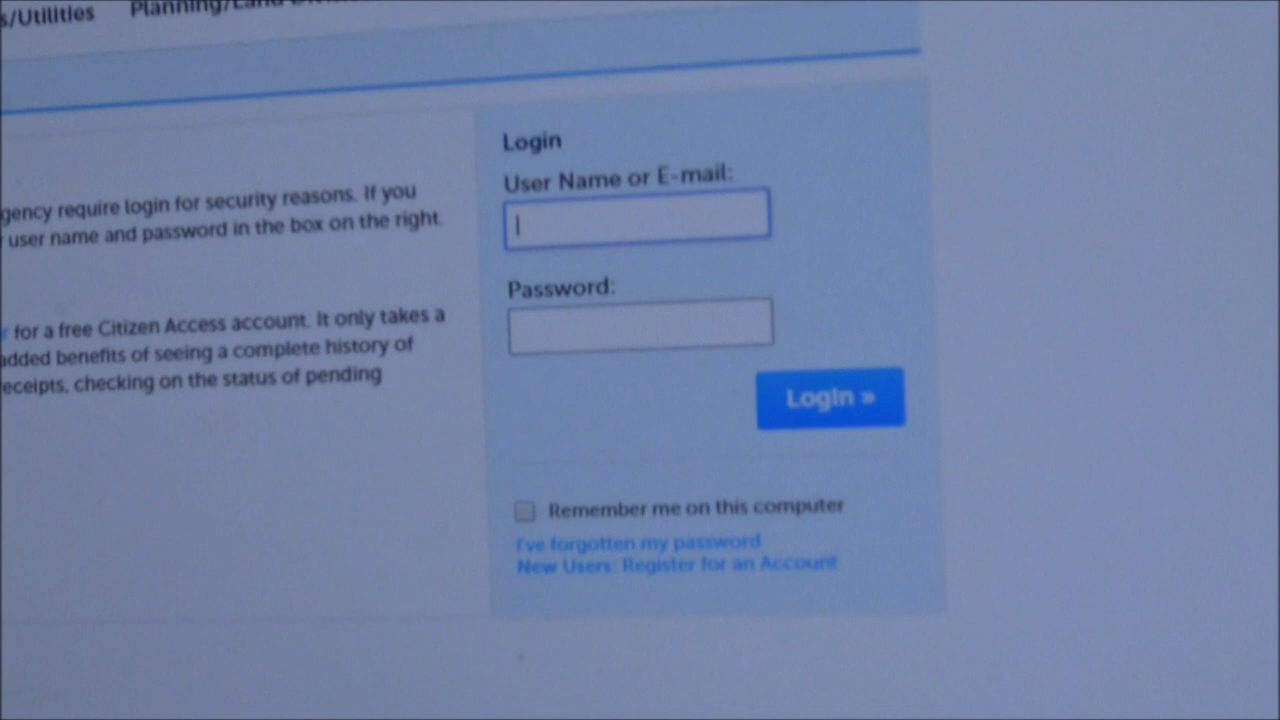 s/Utilities Planning/Land
Login
User Name or E-mail:
gency require login for security reasons. If you
user name and password in the box on the right.
Password:
for a free Citizen Access account. It only takes a
added benefits of seeing a complete history of
eceipts, checking on the status of pending
Login »
Remember me on this computer
I've forgotten my password
New Users: Register for an Account